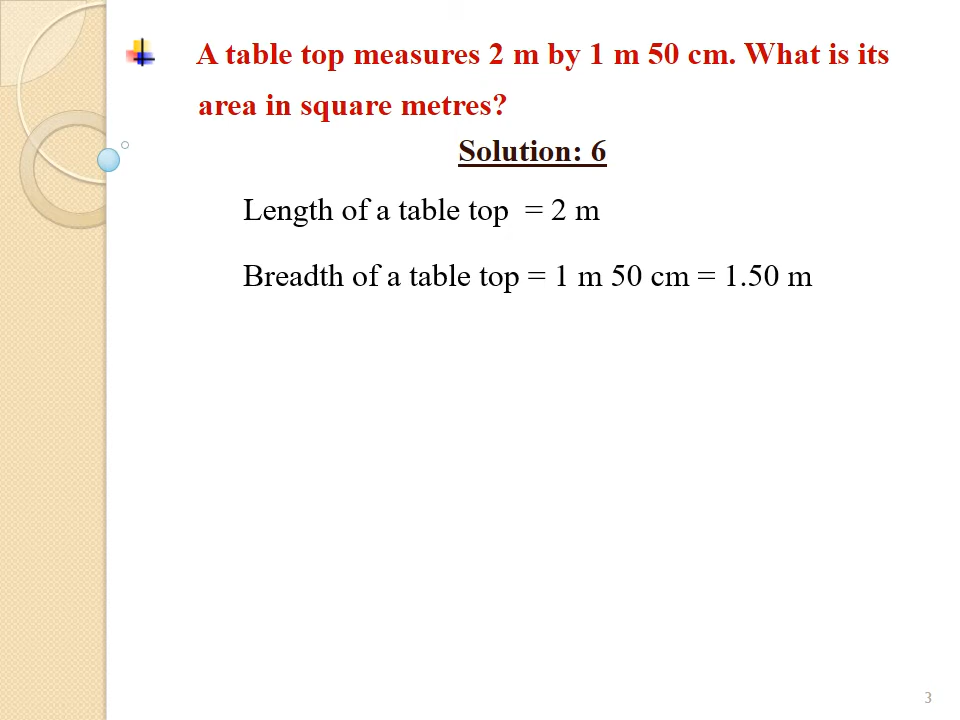 A table top measures 2 m by 1 m 50 cm. What is its
area in square metres?
Solution: 6
Length of a table top = 2 m
Breadth of a table top = 1 m 50 cm = 1.50 m
3